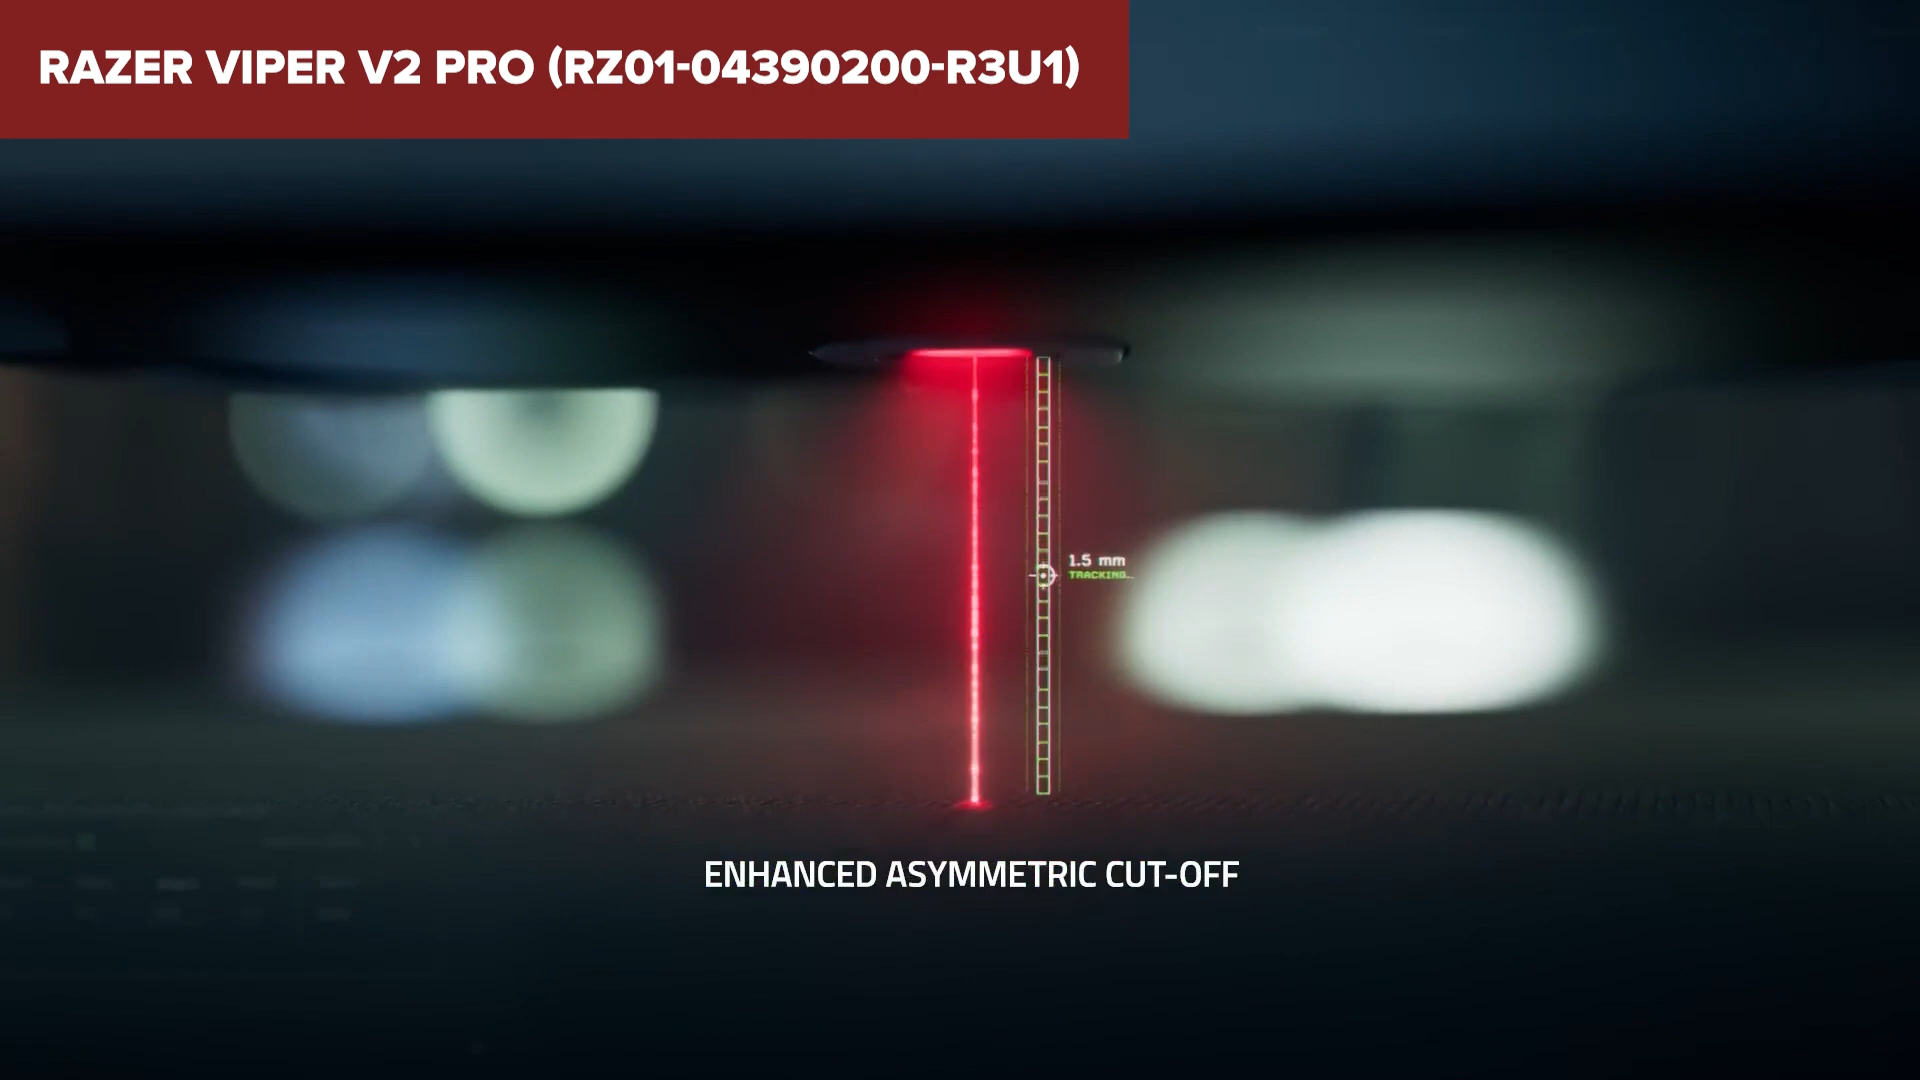 RAZER VIPER V2 PRO (RZ01-04390200-R3U1)
1.5 mm
TRACKING...
ENHANCED ASYMMETRIC CUT-OFF